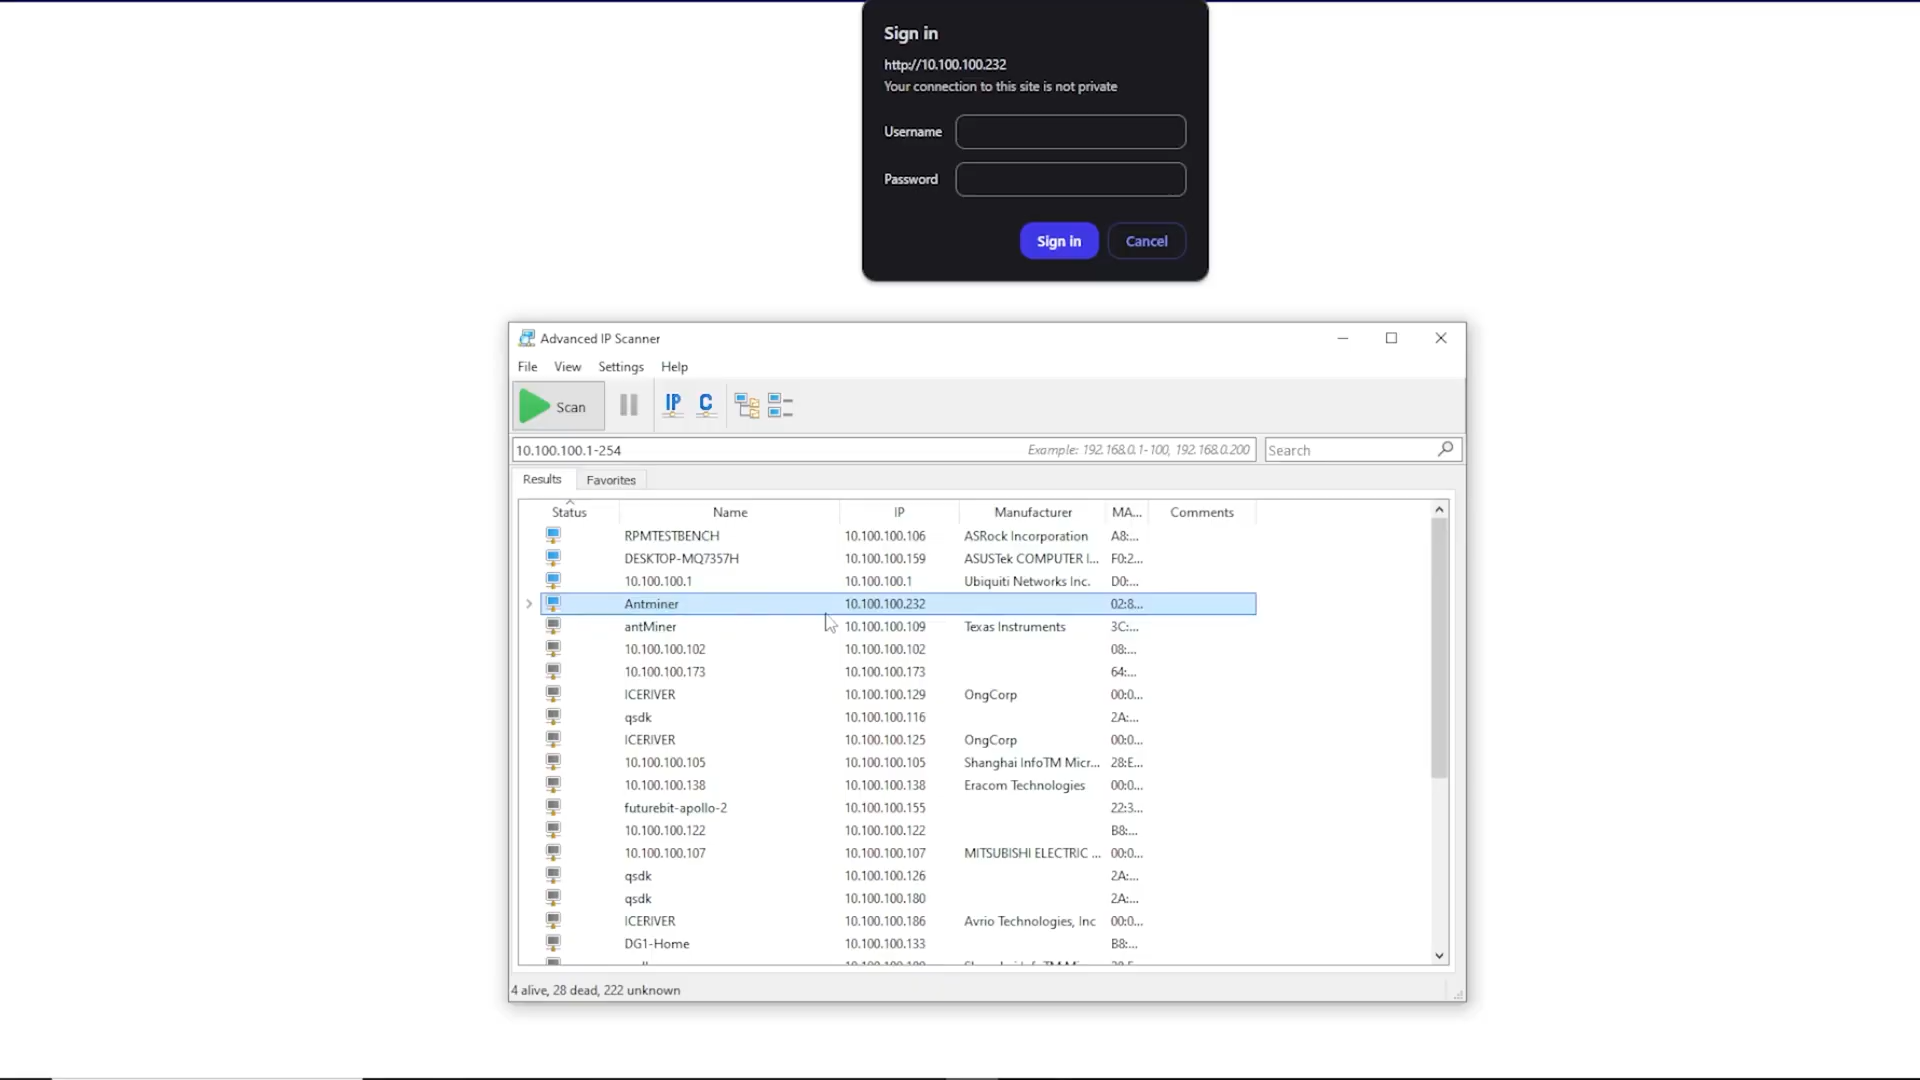 Sign in
http://10.100.100.232
Your connection to this site is not private
Username
Password
Sign in Cancel
Advanced IP Scanner
File View Settings Help
Scan IP C
10.100.100.1-254 Example: 192.168.0.1-100, 192.168.0.200 Search
Results Favorites
Status Name IP Manufacturer MA... Comments
RPMTESTBENCH 10.100.100.106 ASRock Incorporation A8:...
DESKTOP-MQ7357H 10.100.100.159 ASUSTek COMPUTER I... F0:2...
10.100.100.1 10.100.100.1 Ubiquiti Networks Inc. D0:...
Antminer 10.100.100.232 02:8...
antMiner 10.100.100.109 Texas Instruments 3C:...
10.100.100.102 10.100.100.102 08:...
10.100.100.173 10.100.100.173 64:...
ICERIVER 10.100.100.129 OngCorp 00:0...
qsdk 10.100.100.116 2A:...
ICERIVER 10.100.100.125 OngCorp 00:0...
10.100.100.105 10.100.100.105 Shanghai InfoTM Micr... 28:E...
10.100.100.138 10.100.100.138 Eracom Technologies 00:0...
futurebit-apollo-2 10.100.100.155 22:3...
10.100.100.122 10.100.100.122 B8:...
10.100.100.107 10.100.100.107 MITSUBISHI ELECTRIC ... 00:0...
qsdk 10.100.100.126 2A:...
qsdk 10.100.100.180 2A:...
ICERIVER 10.100.100.186 Avrio Technologies, Inc 00:0...
DG1-Home 10.100.100.133 B8:...
4 alive, 28 dead, 222 unknown